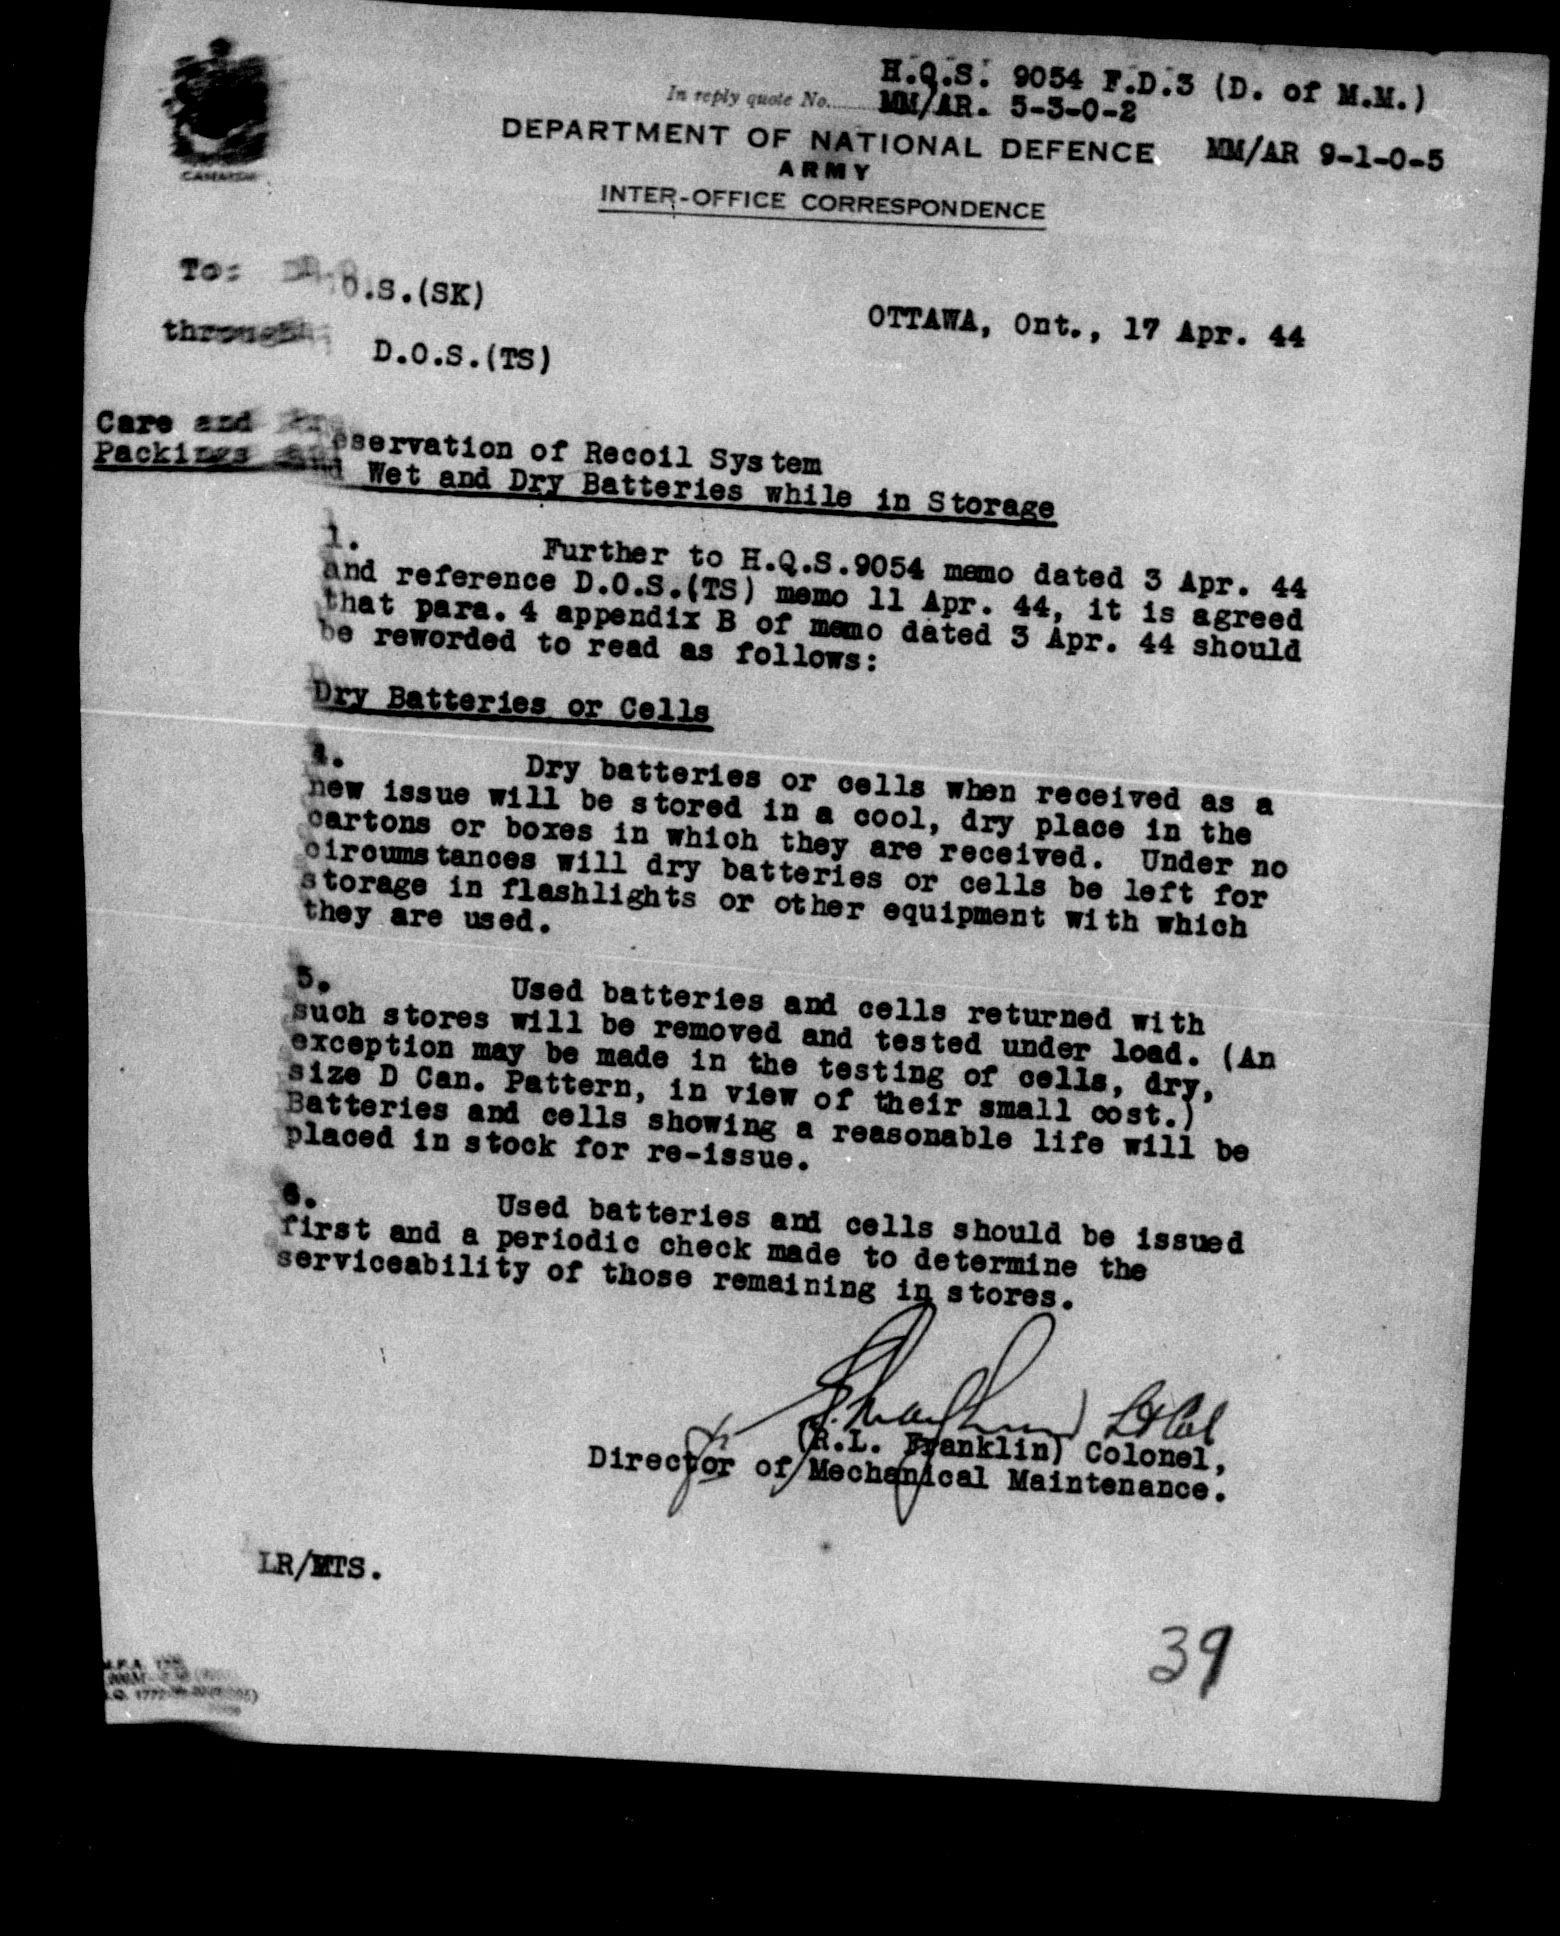 H.Q.S. 9054 F.D.3 (D. of M.M.)
In reply quote No. MM/AR. 5-3-0-2
DEPARTMENT OF NATIONAL DEFENCE MM/AR 9-1-0-5
ARMY
INTER-OFFICE CORRESPONDENCE
CANADA
To: O.S.(SK)
through
D.O.S.(TS)
OTTAWA, Ont., 17 Apr. 44
Care and Preservation of Recoil System
Packings and Wet and Dry Batteries while in Storage
1. Further to H.Q.S.9054 memo dated 3 Apr. 44
and reference D.O.S.(TS) memo 11 Apr. 44, it is agreed
that para. 4 appendix B of memo dated 3 Apr. 44 should
be reworded to read as follows:
Dry Batteries or Cells
4. Dry batteries or cells when received as a
new issue will be stored in a cool, dry place in the
cartons or boxes in which they are received. Under no
circumstances will dry batteries or cells be left for
storage in flashlights or other equipment with which
they are used.
5. Used batteries and cells returned with
such stores will be removed and tested under load. (An
exception may be made in the testing of cells, dry,
size D Can. Pattern, in view of their small cost.)
Batteries and cells showing a reasonable life will be
placed in stock for re-issue.
6. Used batteries and cells should be issued
first and a periodic check made to determine the
serviceability of those remaining in stores.
Lt Col
(R.L. Franklin) Colonel,
Director of Mechanical Maintenance.
LR/MTS.
39